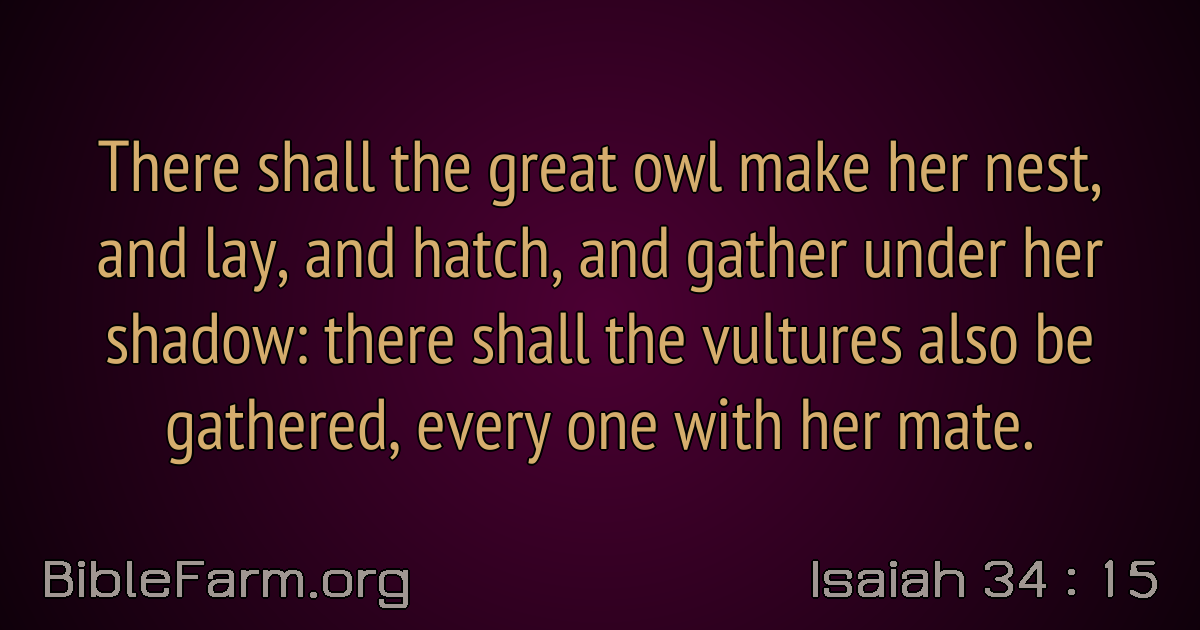 There shall the great owl make her nest,
and lay, and hatch, and gather under her
shadow: there shall the vultures also be
gathered, every one with her mate.
BibleFarm.org
Isaiah 34 : 15